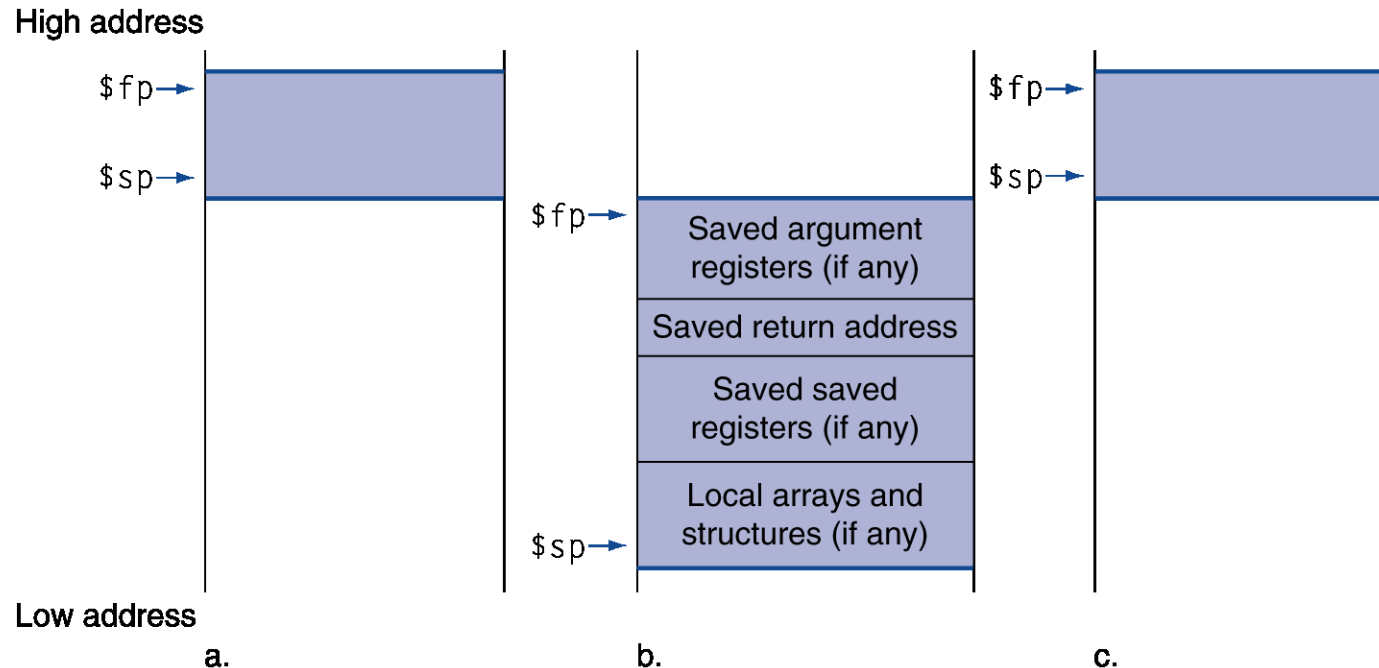 High address
$fp
$sp
$fp
Saved argument
registers (if any)
Saved return address
Saved saved
registers (if any)
Local arrays and
structures (if any)
$sp
$fp
$sp
Low address
a.
b.
c.